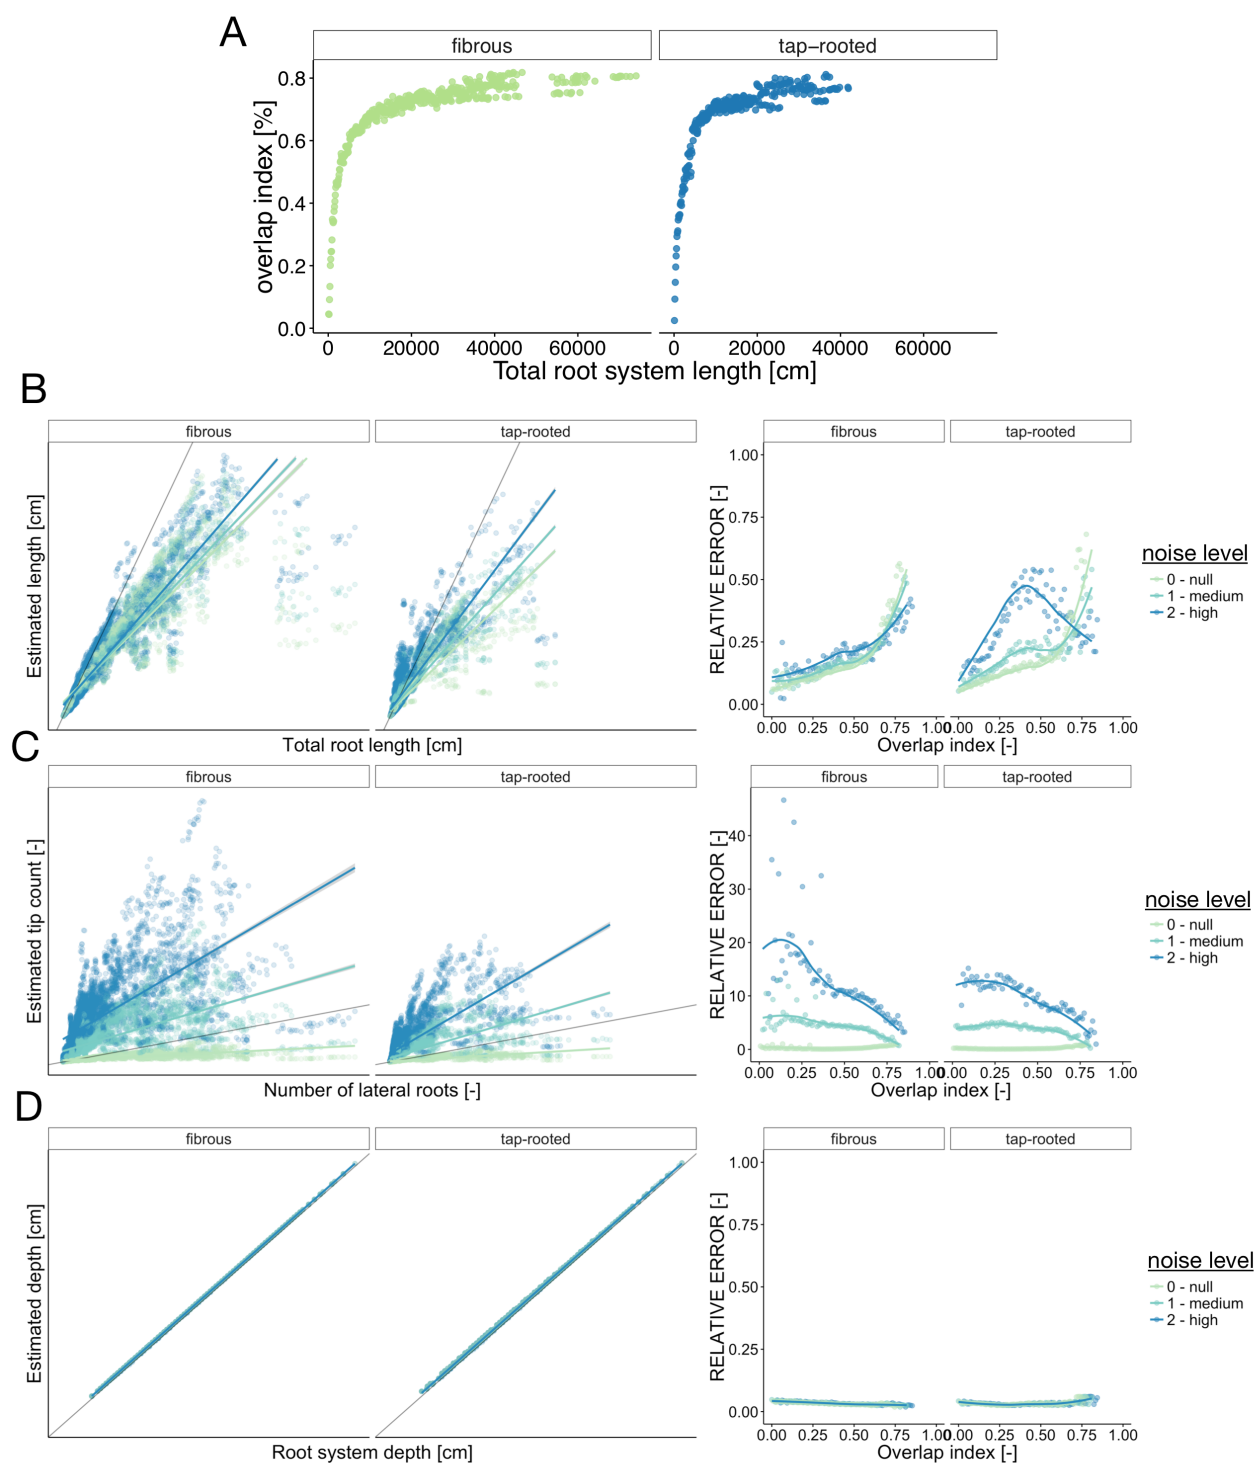 A
fibrous
tap−rooted
overlap index [%]
0.8
0.6
0.4
0.2
0.0
0 20000 40000 60000
0 20000 40000 60000
Total root system length [cm]
B
fibrous
tap-rooted
Estimated length [cm]
Total root length [cm]
fibrous
tap-rooted
RELATIVE ERROR [-]
1.00
0.75
0.50
0.25
0.00
0.00 0.25 0.50 0.75 1.00
0.00 0.25 0.50 0.75 1.00
Overlap index [-]
noise level
0 - null
1 - medium
2 - high
C
fibrous
tap-rooted
Estimated tip count [-]
Number of lateral roots [-]
fibrous
tap-rooted
RELATIVE ERROR [-]
40
30
20
10
0
0.00 0.25 0.50 0.75 1.00
0.00 0.25 0.50 0.75 1.00
Overlap index [-]
noise level
0 - null
1 - medium
2 - high
D
fibrous
tap-rooted
Estimated depth [cm]
Root system depth [cm]
fibrous
tap-rooted
RELATIVE ERROR [-]
1.00
0.75
0.50
0.25
0.00
0.00 0.25 0.50 0.75 1.00
0.00 0.25 0.50 0.75 1.00
Overlap index [-]
noise level
0 - null
1 - medium
2 - high